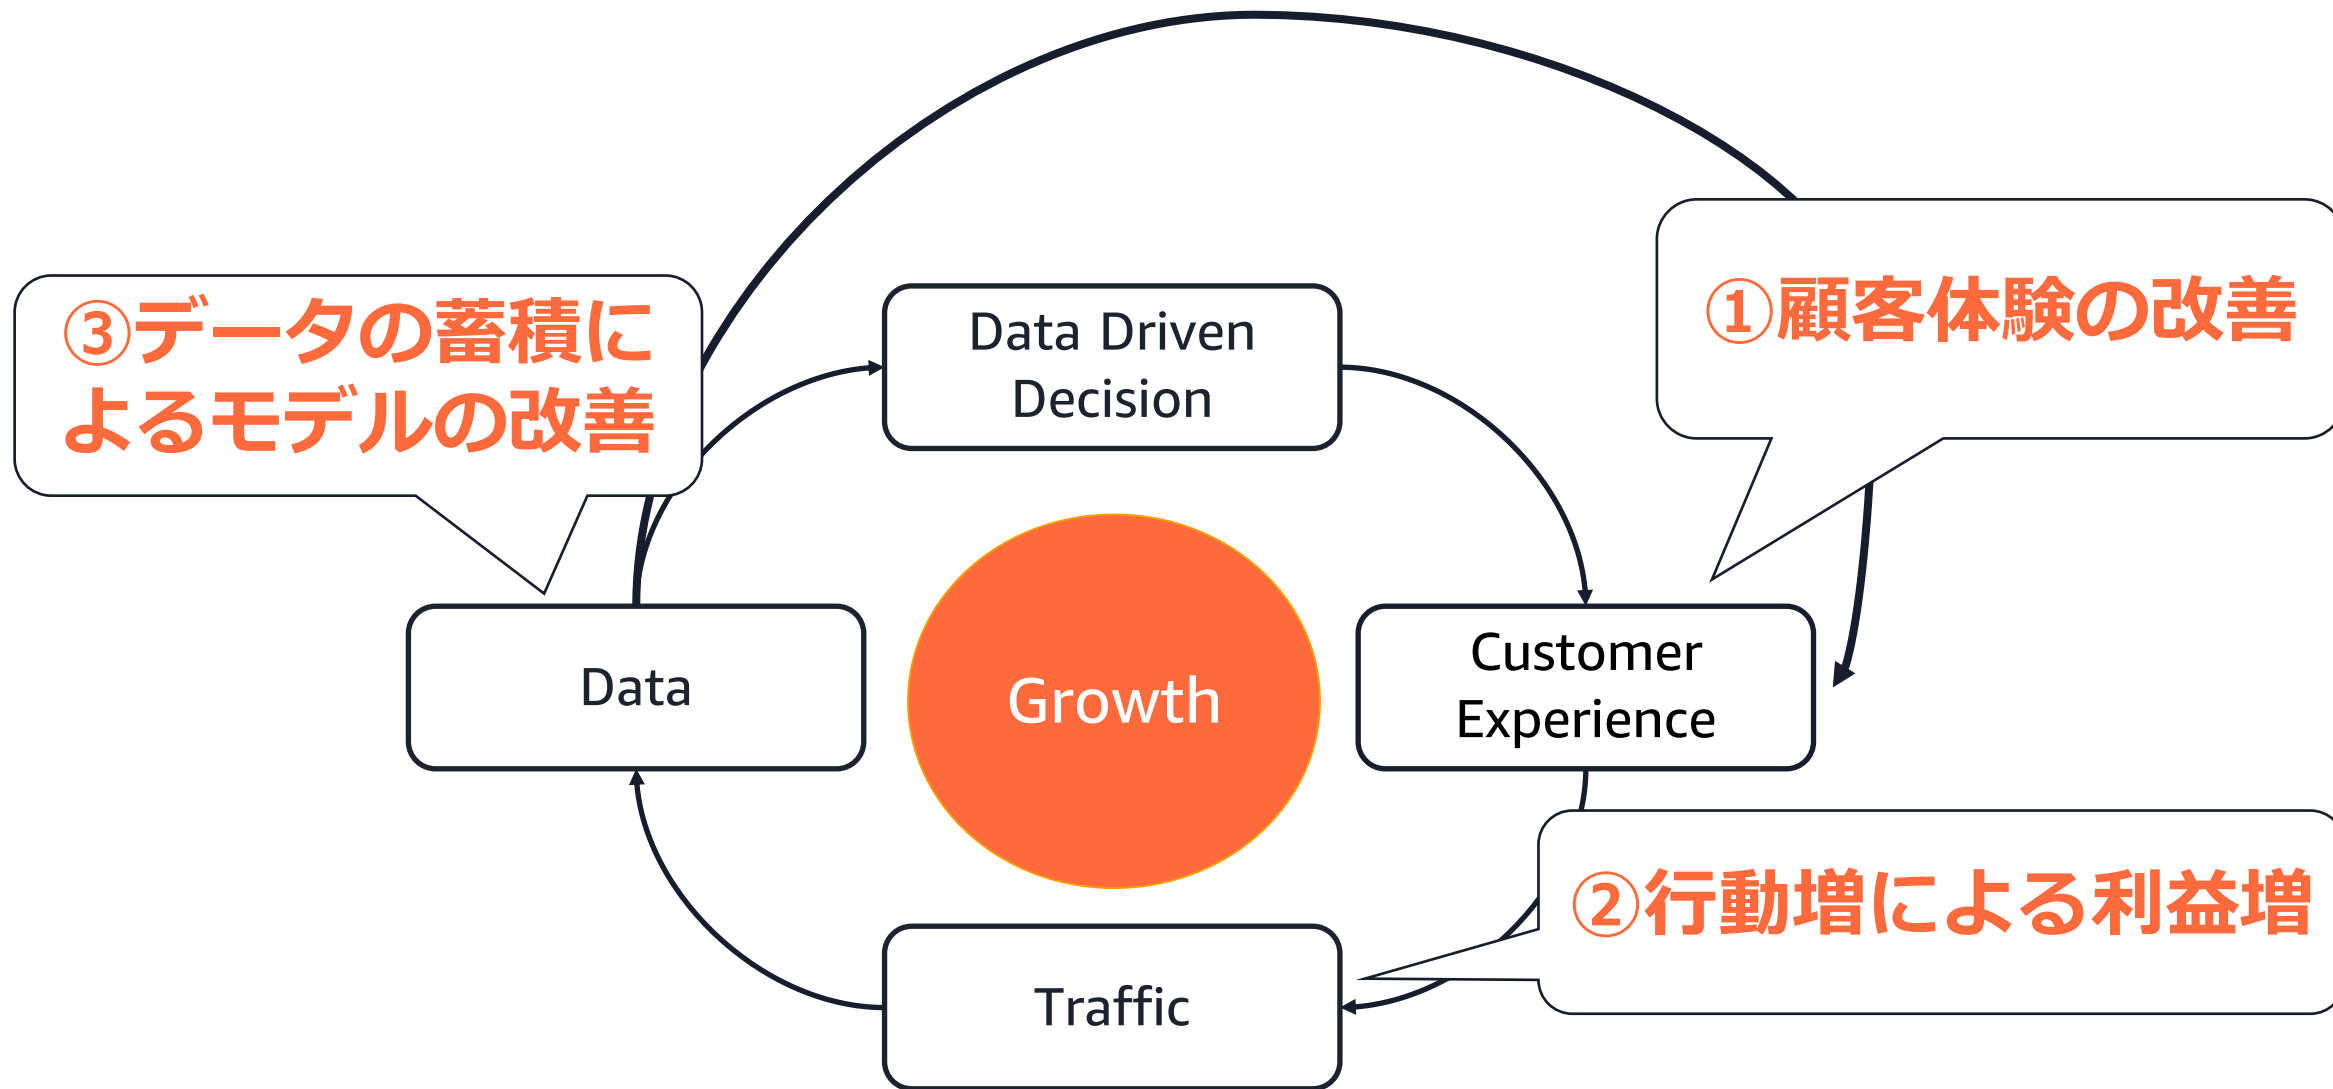 ③データの蓄積に
よるモデルの改善
Data Driven
Decision
①顧客体験の改善
Data
Growth
Customer
Experience
②行動増による利益増
Traffic